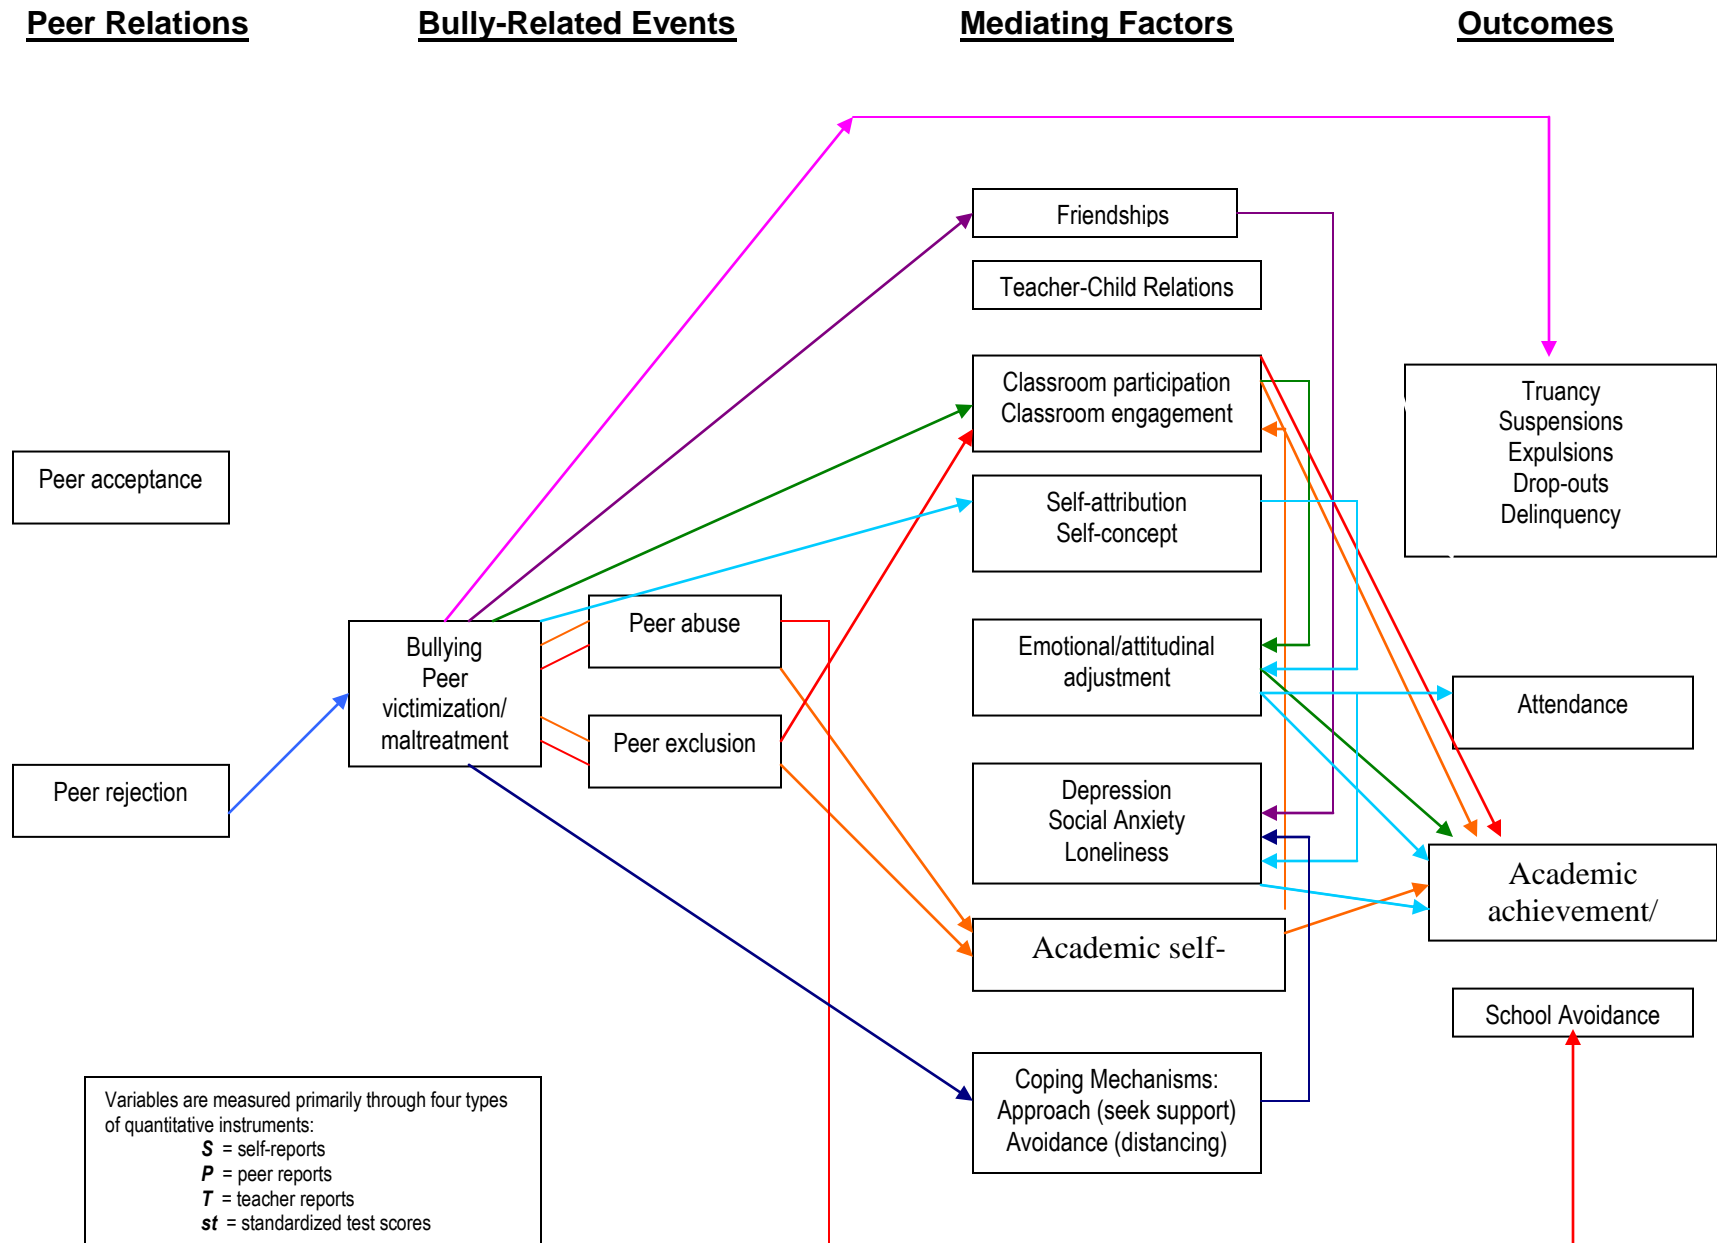 Peer Relations
Bully-Related Events
Mediating Factors
Outcomes
Friendships
Teacher-Child Relations
Classroom participation
Classroom engagement
Truancy
Suspensions
Expulsions
Drop-outs
Delinquency
Peer acceptance
Self-attribution
Self-concept
Peer abuse
Bullying
Peer
victimization/
maltreatment
Emotional/attitudinal
adjustment
Attendance
Peer exclusion
Peer rejection
Depression
Social Anxiety
Loneliness
Academic
achievement/
Academic self-
School Avoidance
Coping Mechanisms:
Approach (seek support)
Avoidance (distancing)
Variables are measured primarily through four types
of quantitative instruments:
S = self-reports
P = peer reports
T = teacher reports
st = standardized test scores